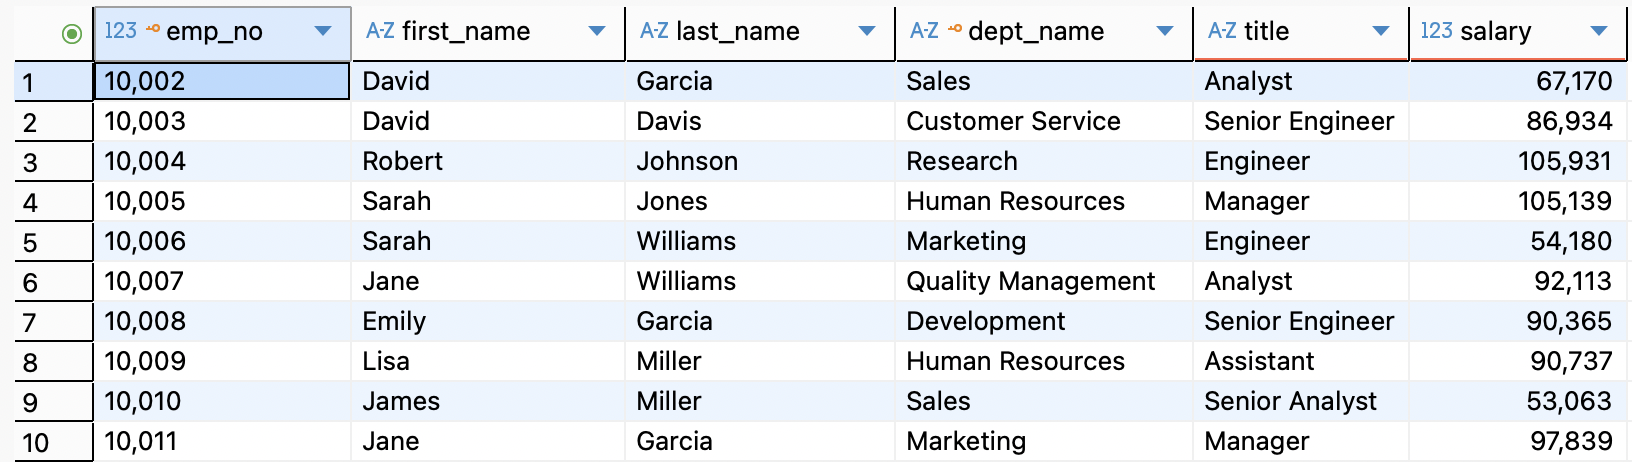 123 emp_no A-Z first_name A-Z last_name A-Z dept_name A-Z title 123 salary
1 10,002 David Garcia Sales Analyst 67,170
2 10,003 David Davis Customer Service Senior Engineer 86,934
3 10,004 Robert Johnson Research Engineer 105,931
4 10,005 Sarah Jones Human Resources Manager 105,139
5 10,006 Sarah Williams Marketing Engineer 54,180
6 10,007 Jane Williams Quality Management Analyst 92,113
7 10,008 Emily Garcia Development Senior Engineer 90,365
8 10,009 Lisa Miller Human Resources Assistant 90,737
9 10,010 James Miller Sales Senior Analyst 53,063
10 10,011 Jane Garcia Marketing Manager 97,839